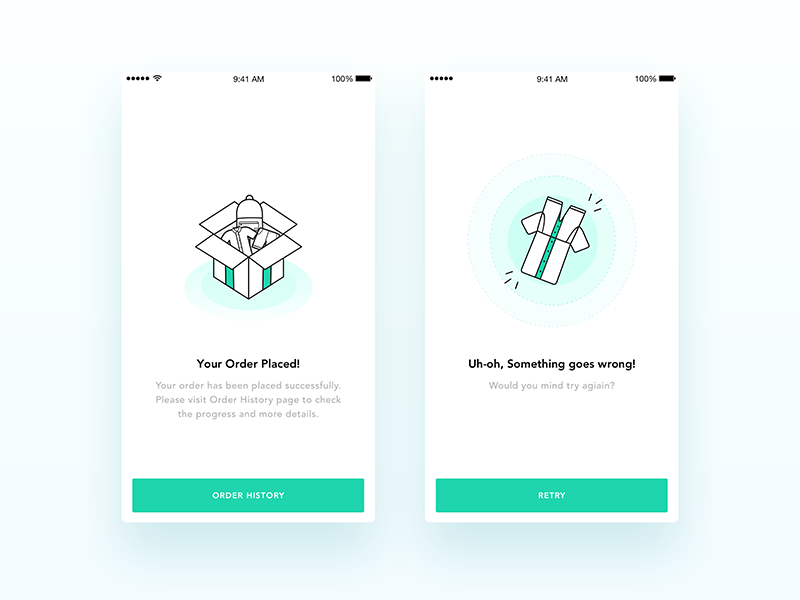 9:41 AM
100%
Your Order Placed!
Your order has been placed successfully.
Please visit Order History page to check
the progress and more details.
ORDER HISTORY
9:41 AM
100%
Uh-oh, Something goes wrong!
Would you mind try agiain?
RETRY